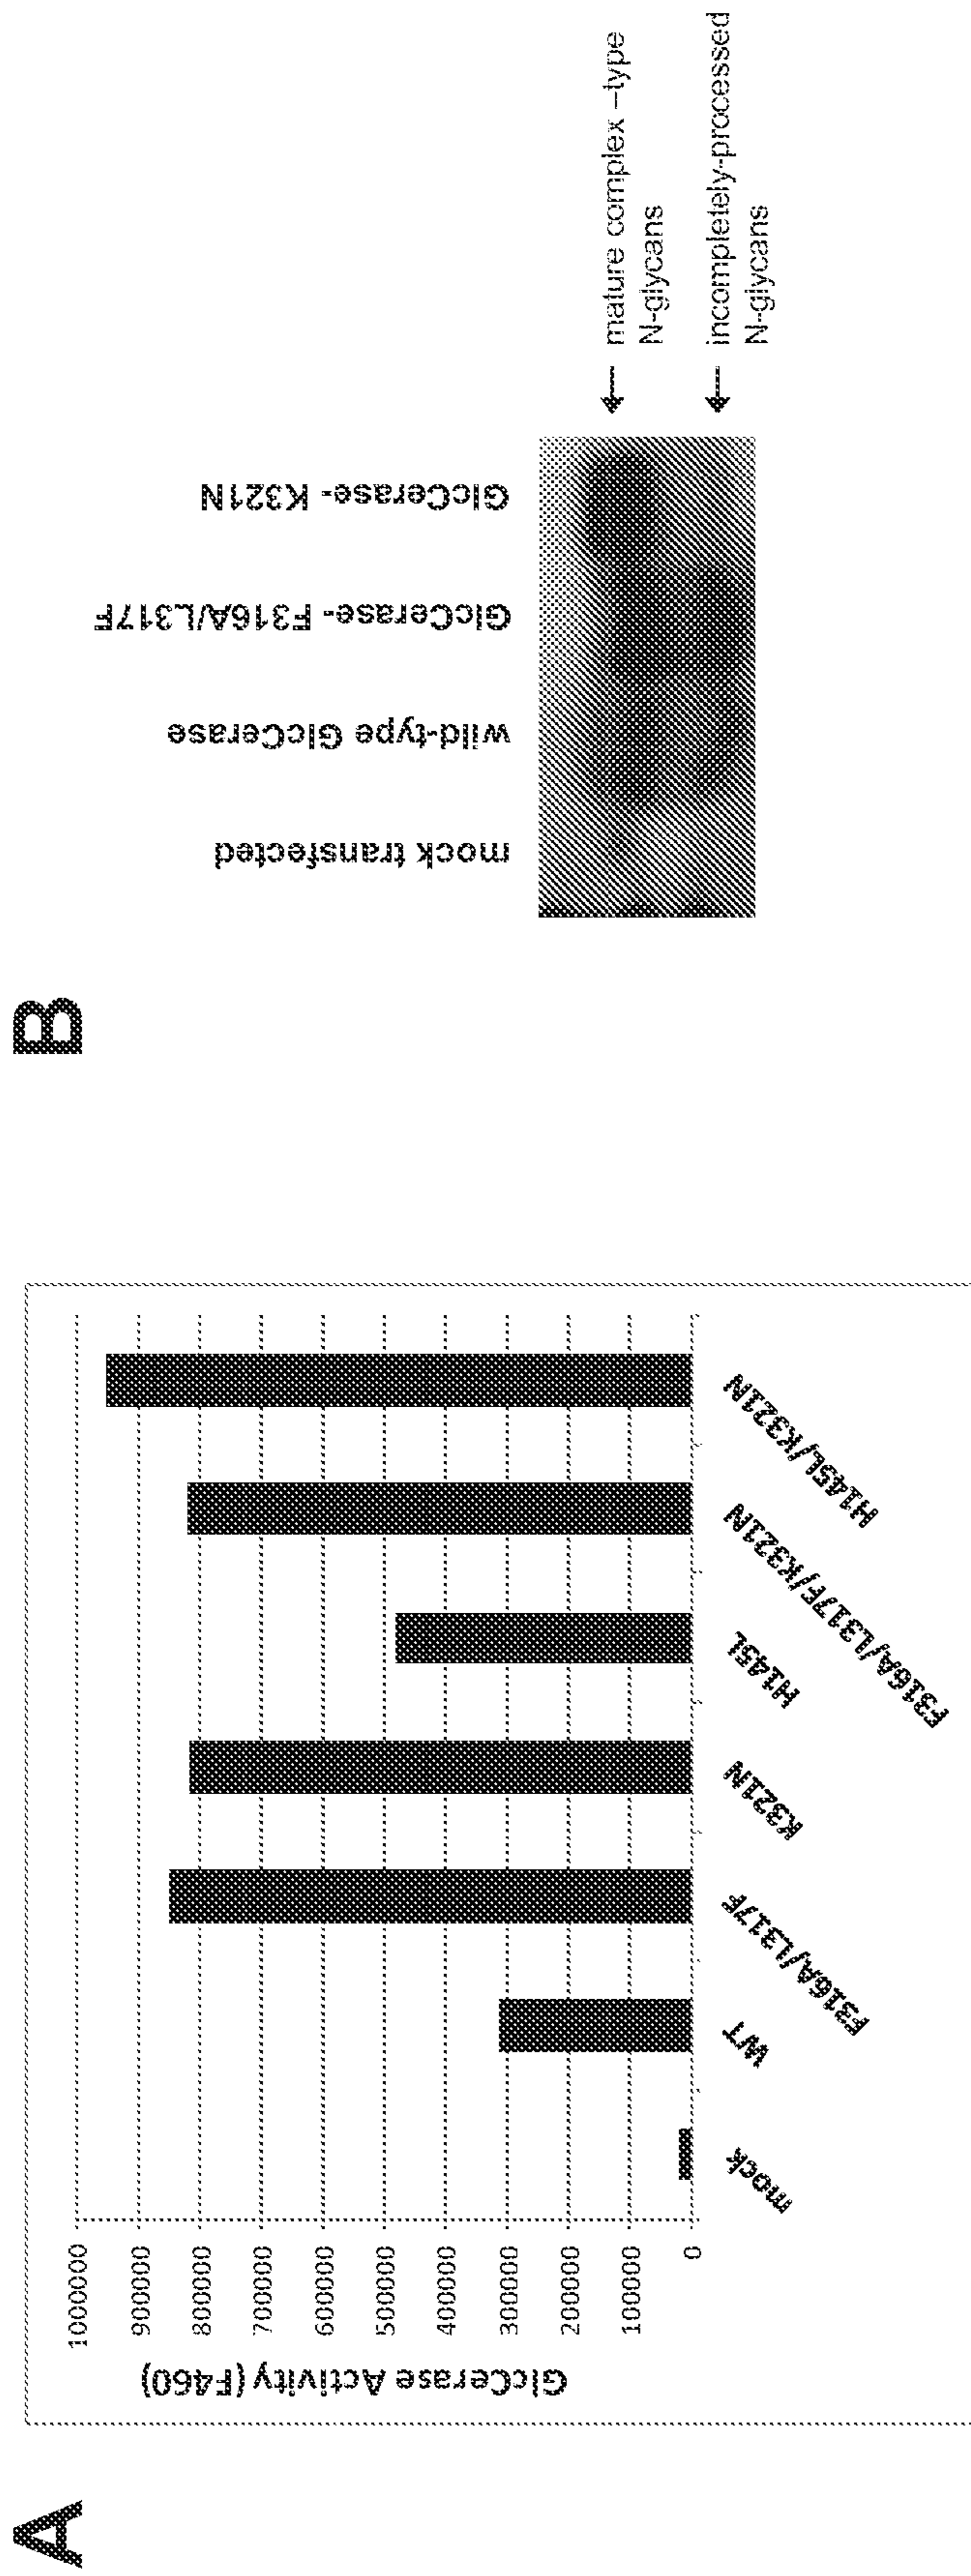 A
GlcCerase Activity (F460)
1000000
900000
800000
700000
600000
500000
400000
300000
200000
100000
0
mock
WT
F316A/L317F
K321N
H145L
F316A/L317F/K321N
H145L/K321N
B
mock transfected
wild-type GlcCerase
GlcCerase- F316A/L317F
GlcCerase - K321N
mature complex –type
N-glycans
incompletely-processed
N-glycans